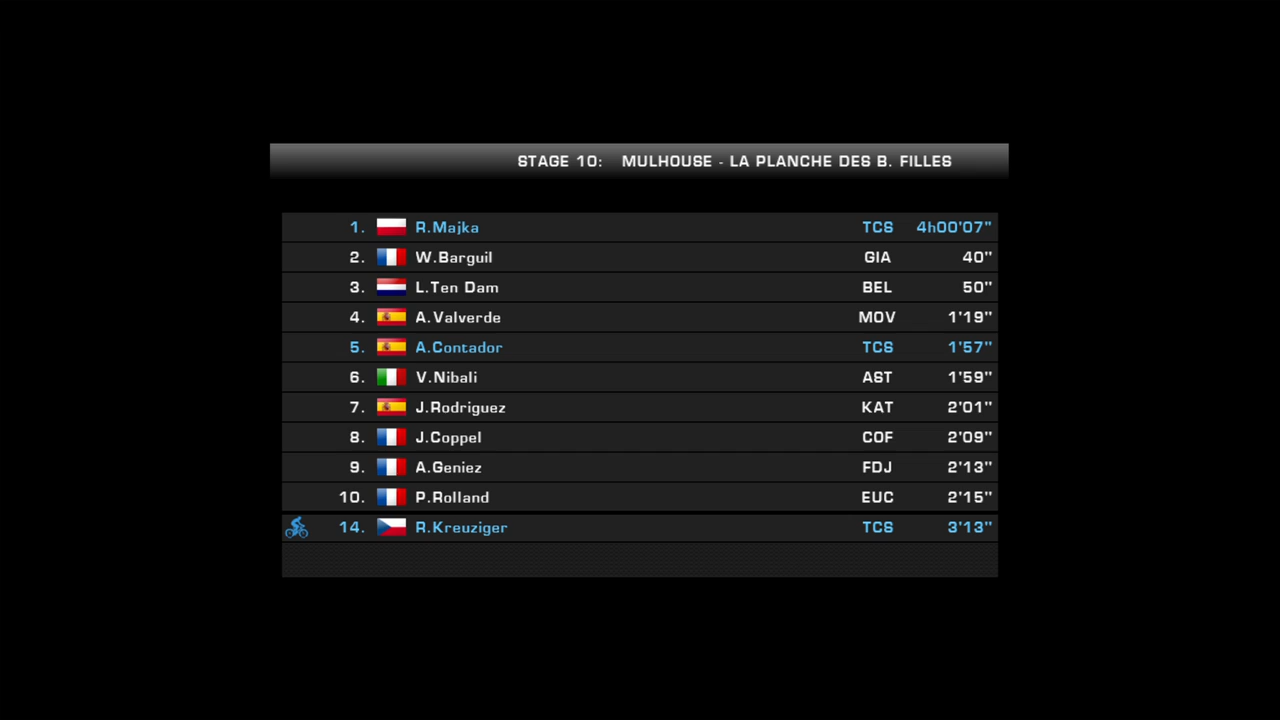 STAGE 10: MULHOUSE - LA PLANCHE DES B. FILLES
1. R.Majka TCS 4h00'07"
2. W.Barguil GIA 40"
3. L.Ten Dam BEL 50"
4. A.Valverde MOV 1'19"
5. A.Contador TCS 1'57"
6. V.Nibali AST 1'59"
7. J.Rodriguez KAT 2'01"
8. J.Coppel COF 2'09"
9. A.Geniez FDJ 2'13"
10. P.Rolland EUC 2'15"
14. R.Kreuziger TCS 3'13"